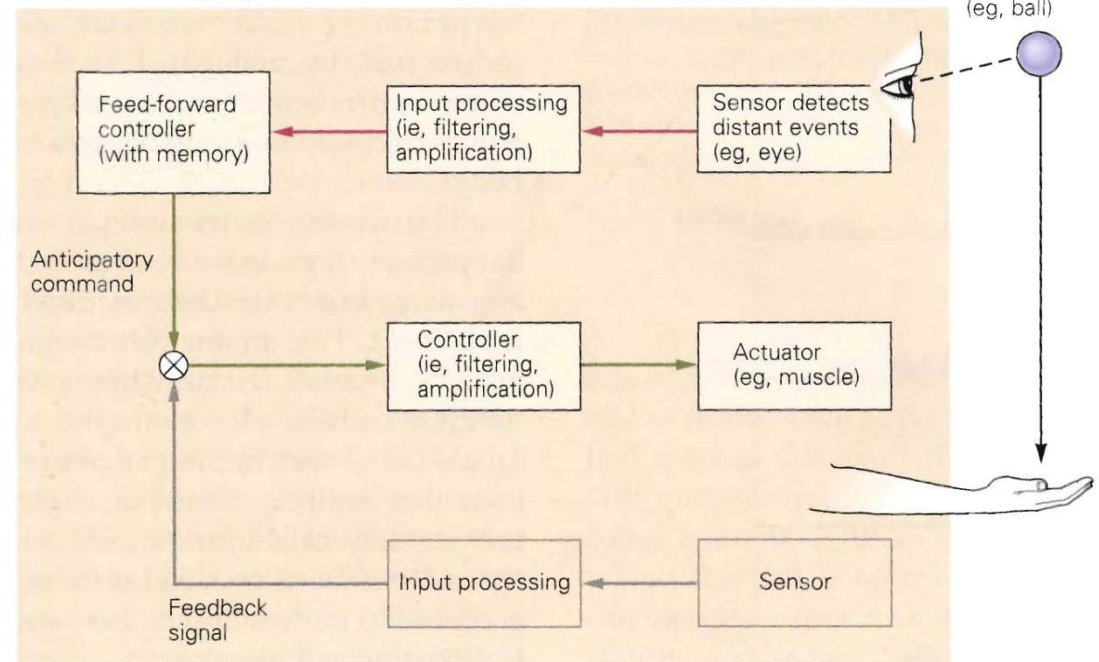 (eg, ball)
Feed-forward
controller
(with memory)
Input processing
(ie, filtering,
amplification)
Sensor detects
distant events
(eg, eye)
Anticipatory
command
Controller
(ie, filtering,
amplification)
Actuator
(eg, muscle)
Input processing
Sensor
Feedback
signal